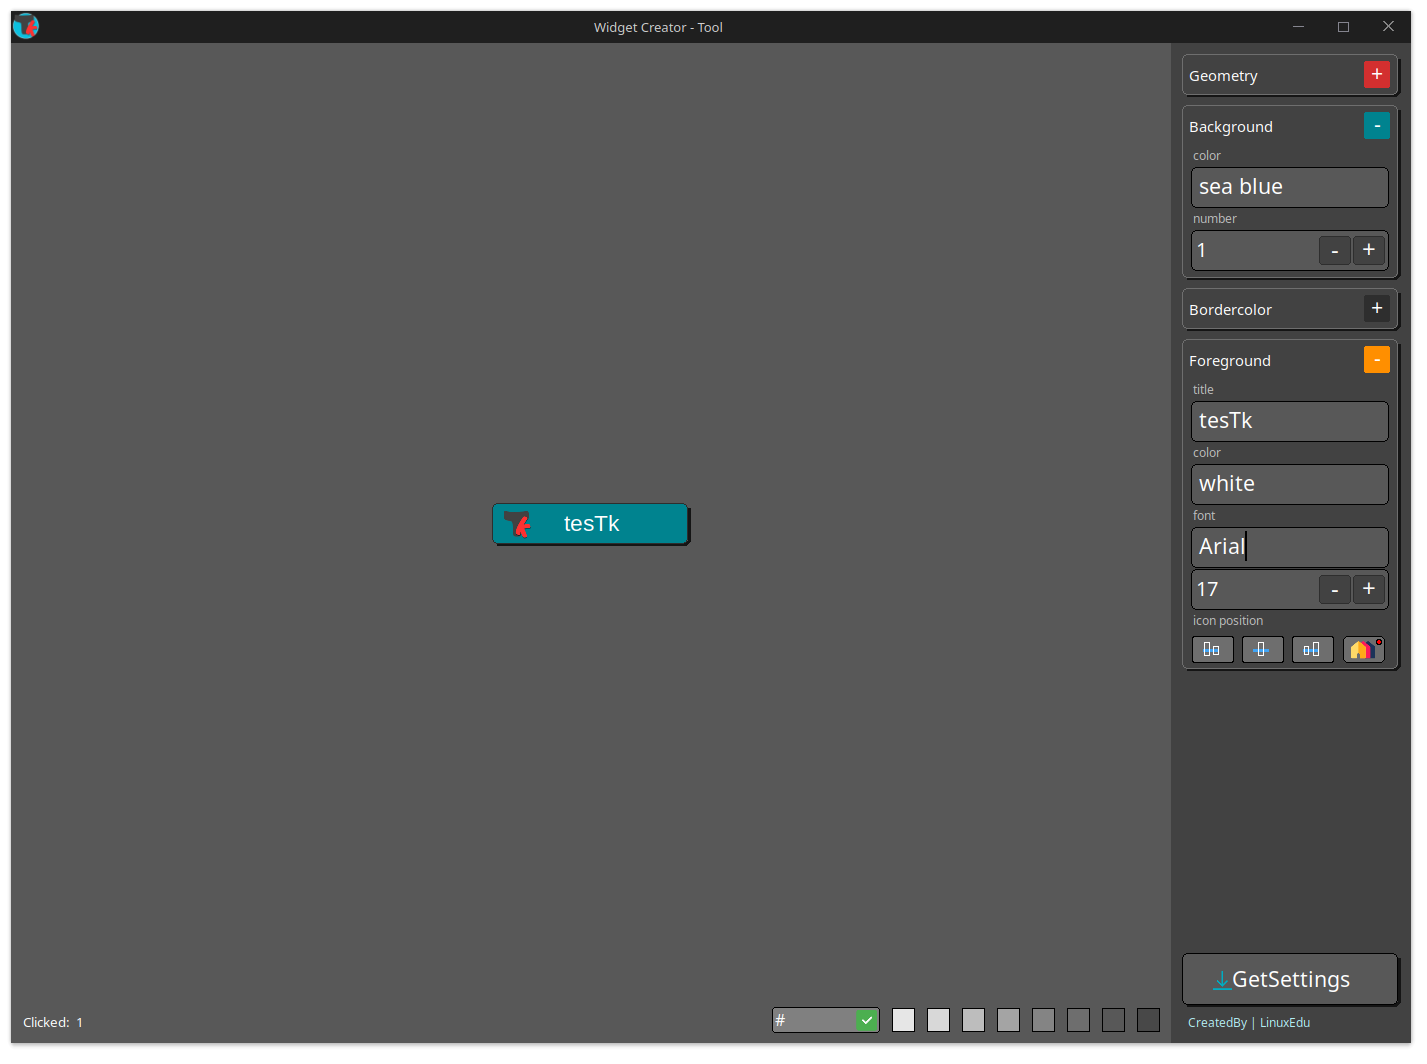 Widget Creator - Tool
Geometry
+
Background
-
color
sea blue
number
1
- +
Bordercolor
+
Foreground
-
title
tesTk
color
white
font
Arial
17
- +
icon position
tesTk
GetSettings
Clicked: 1
#
CreatedBy | LinuxEdu